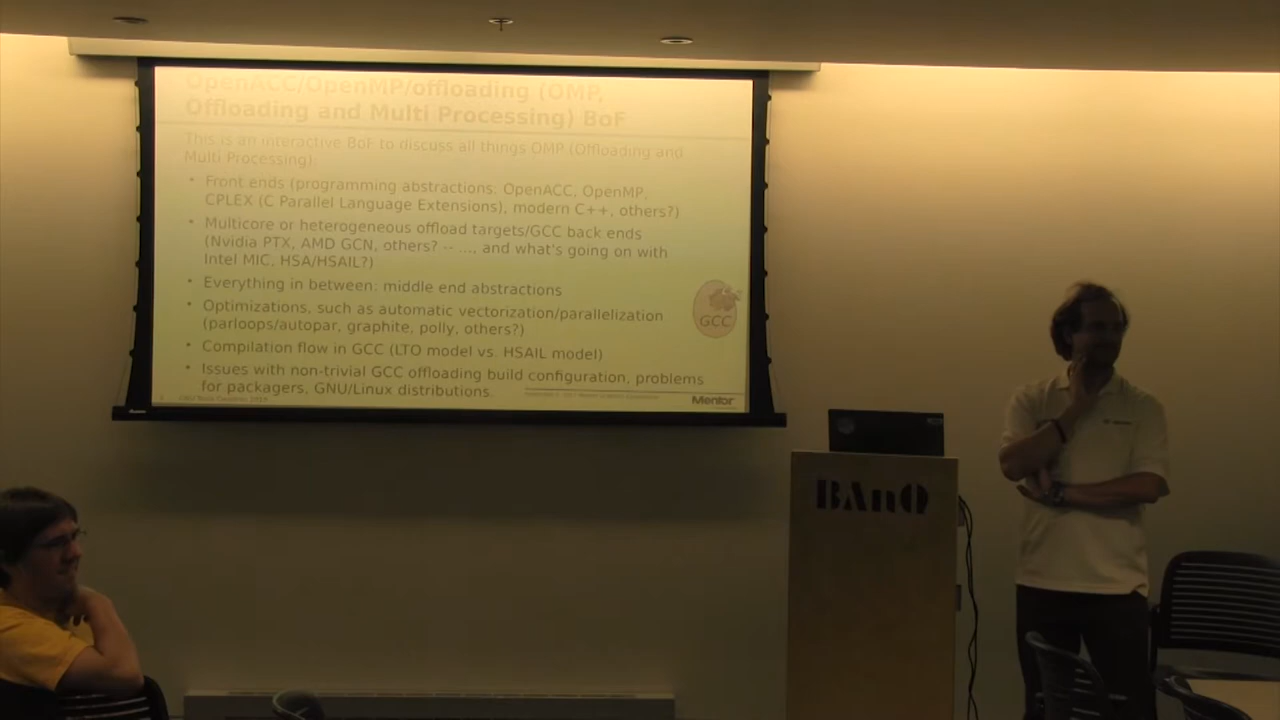 OpenACC/OpenMP/offloading (OMP,
Offloading and Multi Processing) BoF
This is an interactive BoF to discuss all things OMP (Offloading and
Multi Processing):
• Front ends (programming abstractions: OpenACC, OpenMP,
CPLEX (C Parallel Language Extensions), modern C++, others?)
• Multicore or heterogeneous offload targets/GCC back ends
(Nvidia PTX, AMD GCN, others? -- ..., and what's going on with
Intel MIC, HSA/HSAIL?)
• Everything in between: middle end abstractions
• Optimizations, such as automatic vectorization/parallelization
(parloops/autopar, graphite, polly, others?)
• Compilation flow in GCC (LTO model vs. HSAIL model)
• Issues with non-trivial GCC offloading build configuration, problems
for packagers, GNU/Linux distributions.
GCC
Mentor
BAnQ